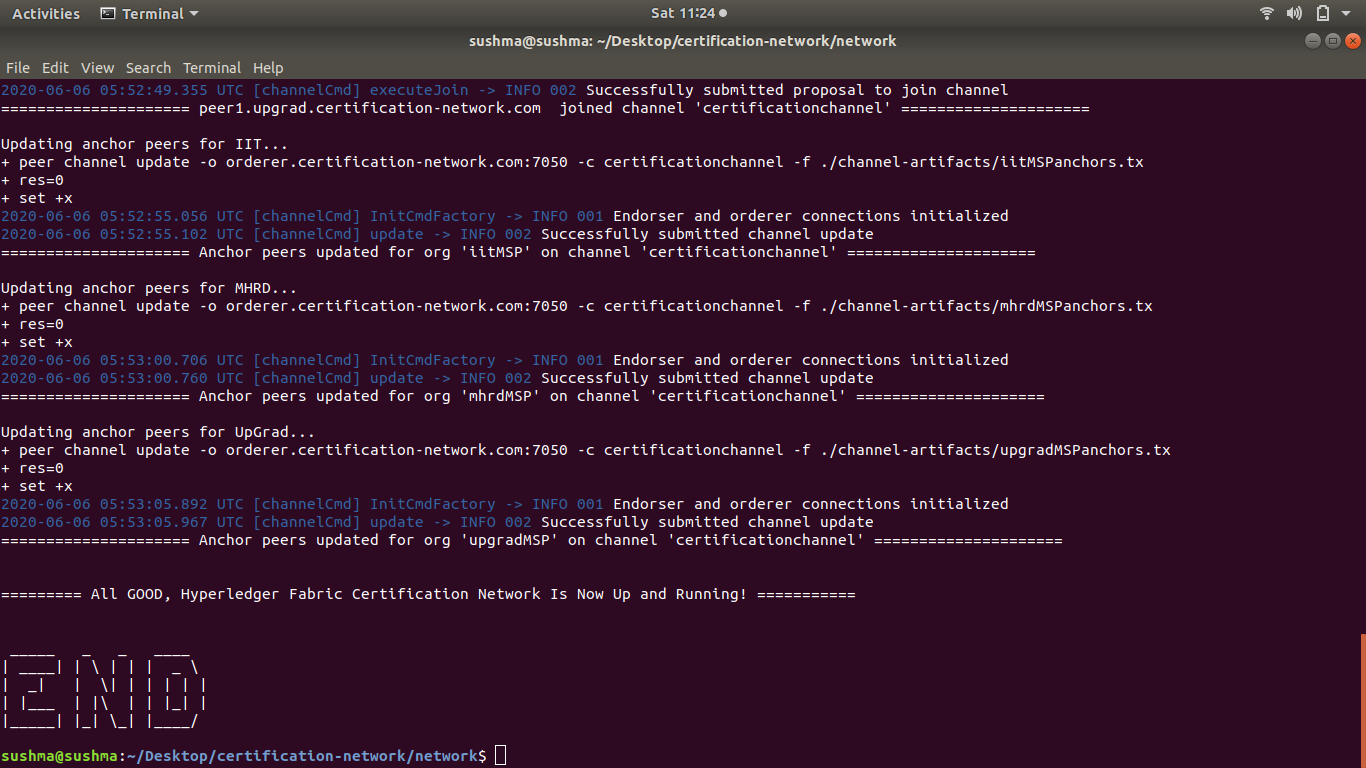 Activities Terminal Sat 11:24
sushma@sushma: ~/Desktop/certification-network/network
File Edit View Search Terminal Help
2020-06-06 05:52:49.355 UTC [channelCmd] executeJoin -> INFO 002 Successfully submitted proposal to join channel
===================== peer1.upgrad.certification-network.com  joined channel 'certificationchannel' =====================
Updating anchor peers for IIT...
+ peer channel update -o orderer.certification-network.com:7050 -c certificationchannel -f ./channel-artifacts/iitMSPanchors.tx
+ res=0
+ set +x
2020-06-06 05:52:55.056 UTC [channelCmd] InitCmdFactory -> INFO 001 Endorser and orderer connections initialized
2020-06-06 05:52:55.102 UTC [channelCmd] update -> INFO 002 Successfully submitted channel update
===================== Anchor peers updated for org 'iitMSP' on channel 'certificationchannel' =====================
Updating anchor peers for MHRD...
+ peer channel update -o orderer.certification-network.com:7050 -c certificationchannel -f ./channel-artifacts/mhrdMSPanchors.tx
+ res=0
+ set +x
2020-06-06 05:53:00.706 UTC [channelCmd] InitCmdFactory -> INFO 001 Endorser and orderer connections initialized
2020-06-06 05:53:00.760 UTC [channelCmd] update -> INFO 002 Successfully submitted channel update
===================== Anchor peers updated for org 'mhrdMSP' on channel 'certificationchannel' =====================
Updating anchor peers for UpGrad...
+ peer channel update -o orderer.certification-network.com:7050 -c certificationchannel -f ./channel-artifacts/upgradMSPanchors.tx
+ res=0
+ set +x
2020-06-06 05:53:05.892 UTC [channelCmd] InitCmdFactory -> INFO 001 Endorser and orderer connections initialized
2020-06-06 05:53:05.967 UTC [channelCmd] update -> INFO 002 Successfully submitted channel update
===================== Anchor peers updated for org 'upgradMSP' on channel 'certificationchannel' =====================
========= All GOOD, Hyperledger Fabric Certification Network Is Now Up and Running! ===========
END
sushma@sushma:~/Desktop/certification-network/network$